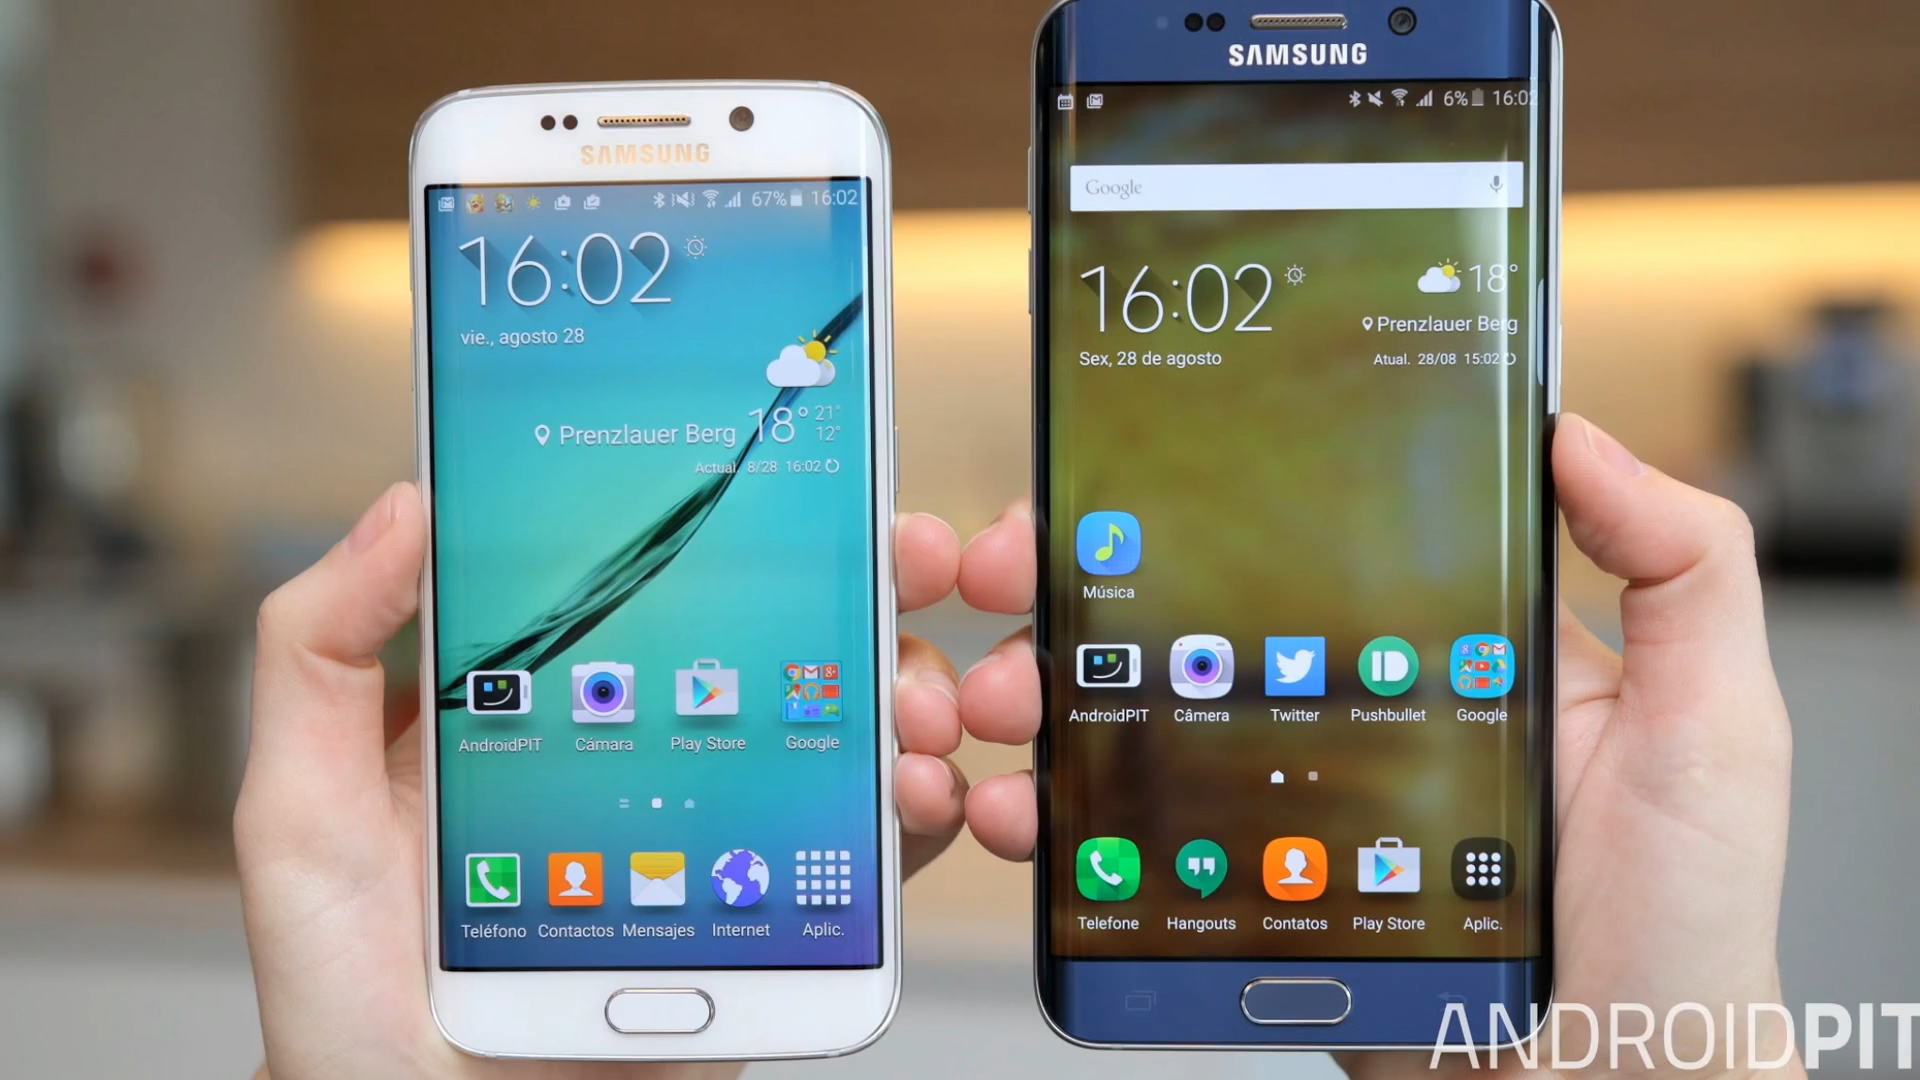 SAMSUNG
67% 16:02
16:02
vie., agosto 28
Prenzlauer Berg 18° 21°
12°
Actual. 8/28 16:02
AndroidPIT Cámara Play Store Google
Teléfono Contactos Mensajes Internet Aplic.
SAMSUNG
6% 16:02
Google
16:02 18°
Prenzlauer Berg
Sex, 28 de agosto Atual. 28/08 15:02
Música
AndroidPIT Câmera Twitter Pushbullet Google
Telefone Hangouts Contatos Play Store Aplic.
ANDROIDPIT